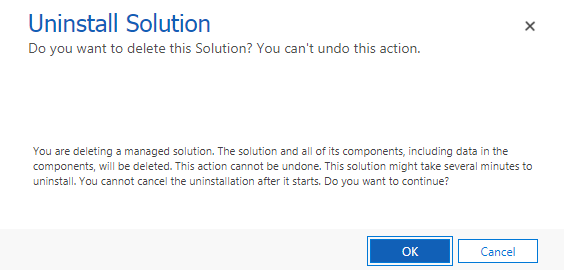 Uninstall Solution
Do you want to delete this Solution? You can't undo this action.
You are deleting a managed solution. The solution and all of its components, including data in the
components, will be deleted. This action cannot be undone. This solution might take several minutes to
uninstall. You cannot cancel the uninstallation after it starts. Do you want to continue?
OK
Cancel